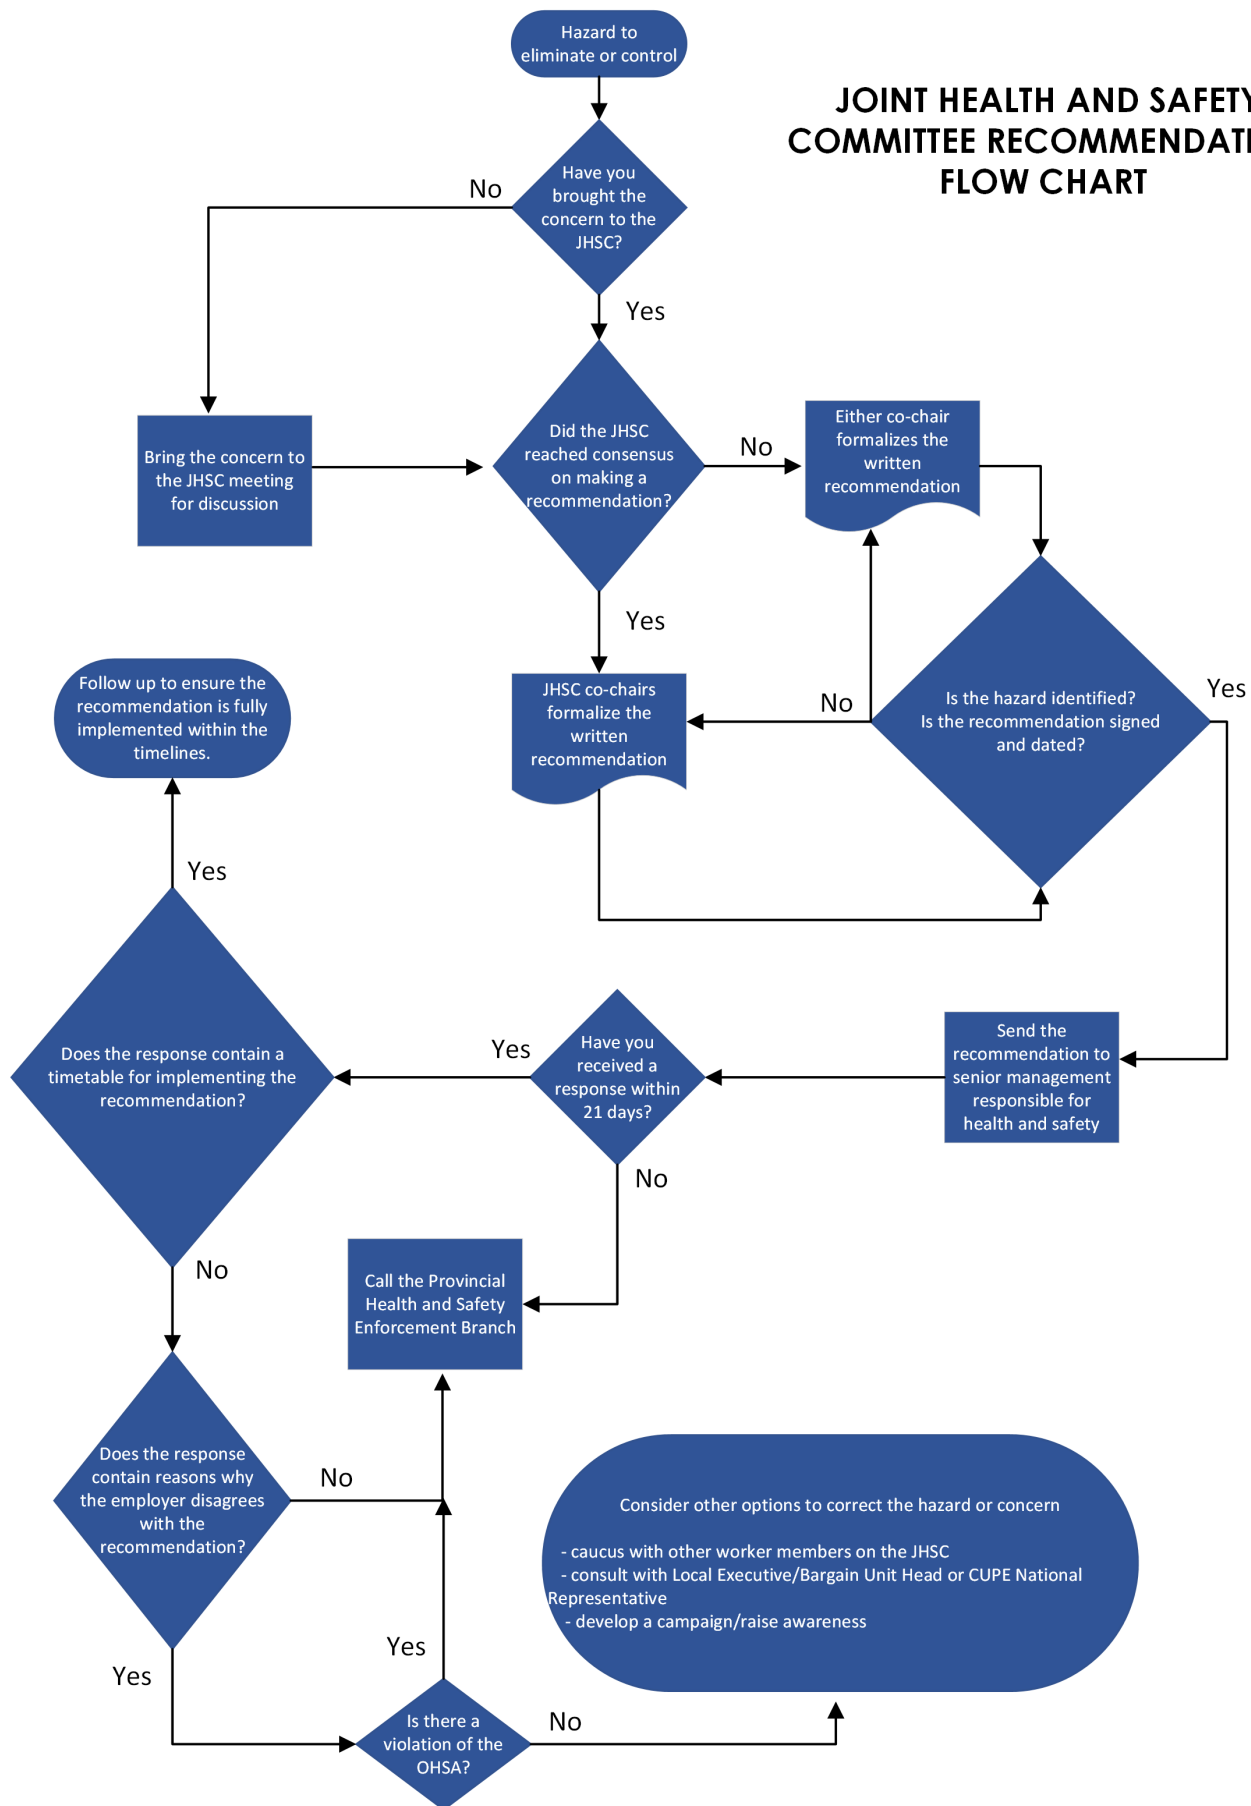 Hazard to
eliminate or control
JOINT HEALTH AND SAFETY
COMMITTEE RECOMMENDATI
FLOW CHART
Have you
brought the
concern to the
JHSC?
No
Yes
Bring the concern to
the JHSC meeting
for discussion
Did the JHSC
reached consensus
on making a
recommendation?
No
Either co-chair
formalizes the
written
recommendation
Yes
JHSC co-chairs
formalize the
written
recommendation
No
Is the hazard identified?
Is the recommendation signed
and dated?
Yes
Follow up to ensure the
recommendation is fully
implemented within the
timelines.
Yes
Does the response contain a
timetable for implementing the
recommendation?
Yes
Have you
received a
response within
21 days?
Send the
recommendation to
senior management
responsible for
health and safety
No
No
Call the Provincial
Health and Safety
Enforcement Branch
Does the response
contain reasons why
the employer disagrees
with the
recommendation?
No
Yes
Yes
Is there a
violation of the
OHSA?
No
Consider other options to correct the hazard or concern
- caucus with other worker members on the JHSC
- consult with Local Executive/Bargain Unit Head or CUPE National
Representative
- develop a campaign/raise awareness